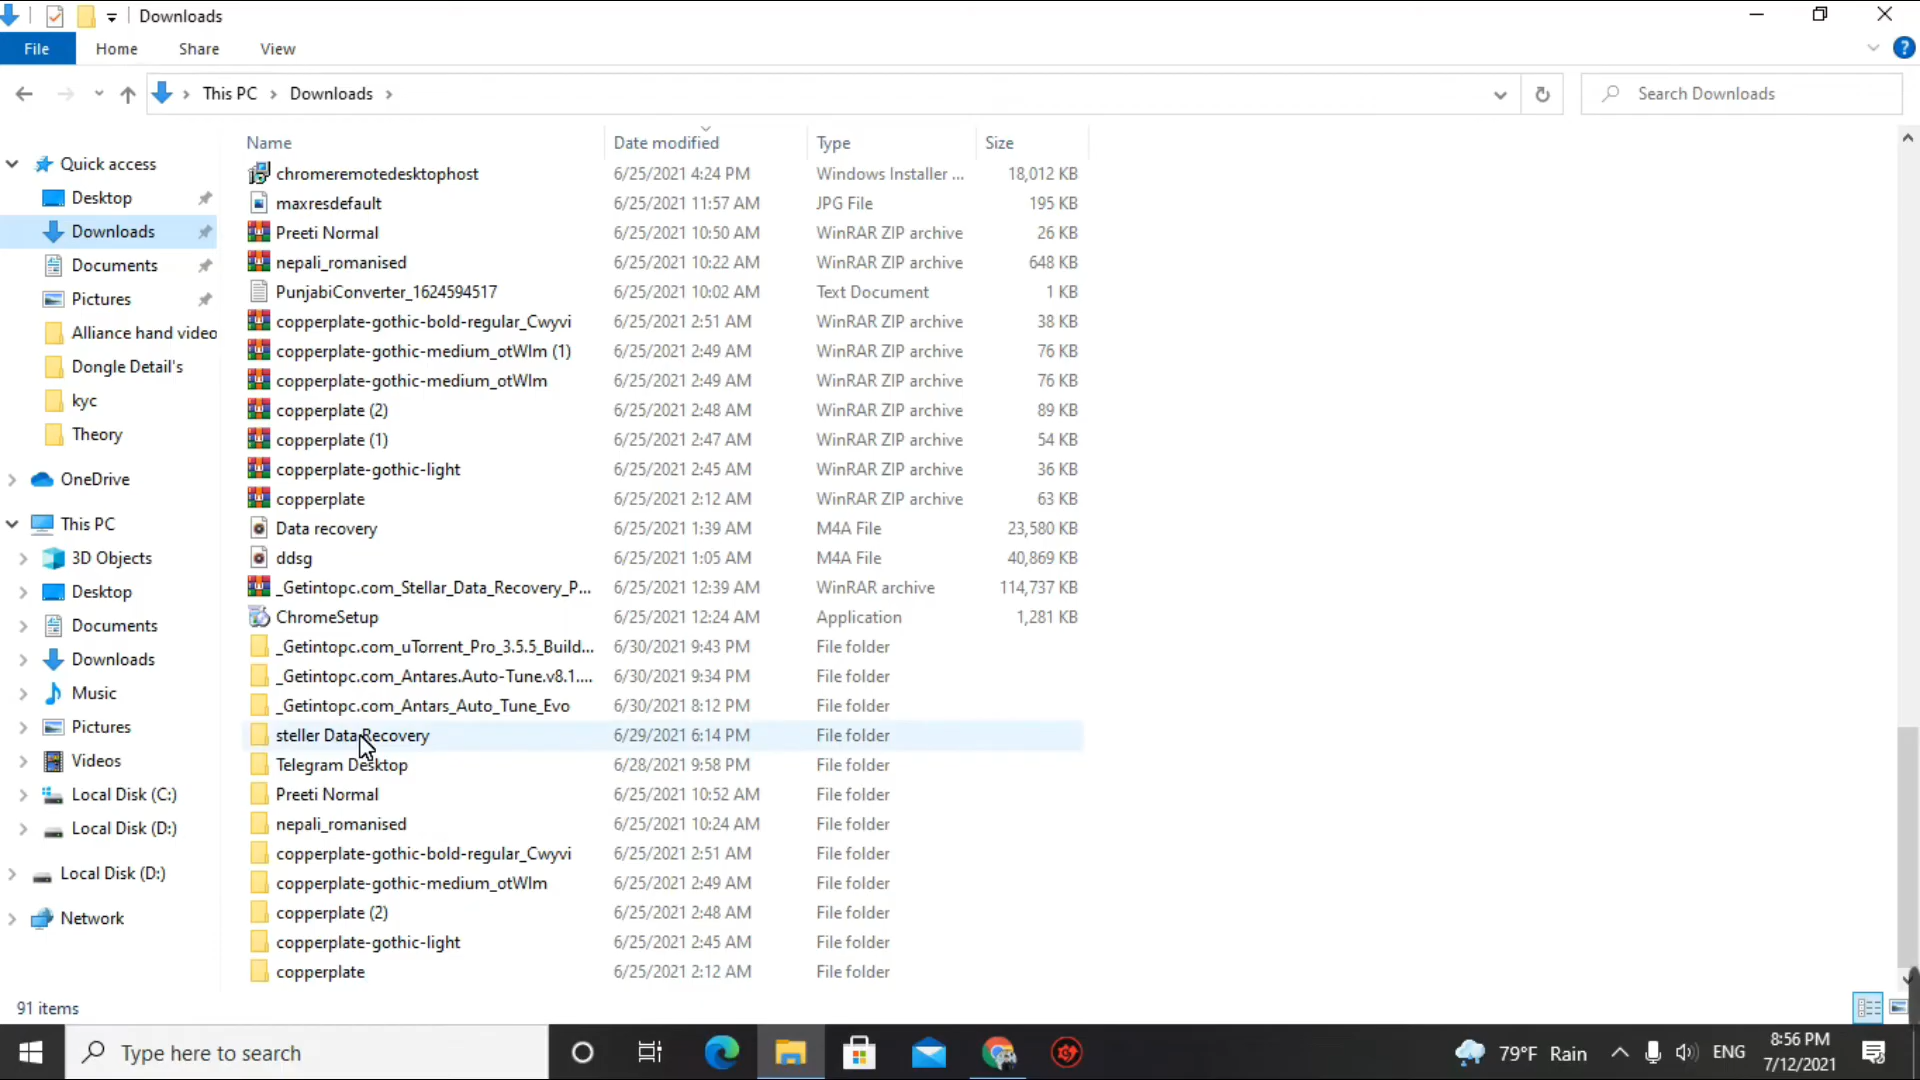 Downloads
File Home Share View
This PC Downloads Search Downloads
Name Date modified Type Size
Quick access
Desktop
Downloads
Documents
Pictures
Alliance hand video
Dongle Detail's
kyc
Theory
OneDrive
This PC
3D Objects
Desktop
Documents
Downloads
Music
Pictures
Videos
Local Disk (C:)
Local Disk (D:)
Local Disk (D:)
Network
chromeremotedesktophost 6/25/2021 4:24 PM Windows Installer ... 18,012 KB
maxresdefault 6/25/2021 11:57 AM JPG File 195 KB
Preeti Normal 6/25/2021 10:50 AM WinRAR ZIP archive 26 KB
nepali_romanised 6/25/2021 10:22 AM WinRAR ZIP archive 648 KB
PunjabiConverter_1624594517 6/25/2021 10:02 AM Text Document 1 KB
copperplate-gothic-bold-regular_Cwyvi 6/25/2021 2:51 AM WinRAR ZIP archive 38 KB
copperplate-gothic-medium_otWlm (1) 6/25/2021 2:49 AM WinRAR ZIP archive 76 KB
copperplate-gothic-medium_otWlm 6/25/2021 2:49 AM WinRAR ZIP archive 76 KB
copperplate (2) 6/25/2021 2:48 AM WinRAR ZIP archive 89 KB
copperplate (1) 6/25/2021 2:47 AM WinRAR ZIP archive 54 KB
copperplate-gothic-light 6/25/2021 2:45 AM WinRAR ZIP archive 36 KB
copperplate 6/25/2021 2:12 AM WinRAR ZIP archive 63 KB
Data recovery 6/25/2021 1:39 AM M4A File 23,580 KB
ddsg 6/25/2021 1:05 AM M4A File 40,869 KB
_Getintopc.com_Stellar_Data_Recovery_P... 6/25/2021 12:39 AM WinRAR archive 114,737 KB
ChromeSetup 6/25/2021 12:24 AM Application 1,281 KB
_Getintopc.com_uTorrent_Pro_3.5.5_Build... 6/30/2021 9:43 PM File folder
_Getintopc.com_Antares.Auto-Tune.v8.1.... 6/30/2021 9:34 PM File folder
_Getintopc.com_Antars_Auto_Tune_Evo 6/30/2021 8:12 PM File folder
steller Data Recovery 6/29/2021 6:14 PM File folder
Telegram Desktop 6/28/2021 9:58 PM File folder
Preeti Normal 6/25/2021 10:52 AM File folder
nepali_romanised 6/25/2021 10:24 AM File folder
copperplate-gothic-bold-regular_Cwyvi 6/25/2021 2:51 AM File folder
copperplate-gothic-medium_otWlm 6/25/2021 2:49 AM File folder
copperplate (2) 6/25/2021 2:48 AM File folder
copperplate-gothic-light 6/25/2021 2:45 AM File folder
copperplate 6/25/2021 2:12 AM File folder
91 items
Type here to search 79°F Rain ENG 8:56 PM
7/12/2021